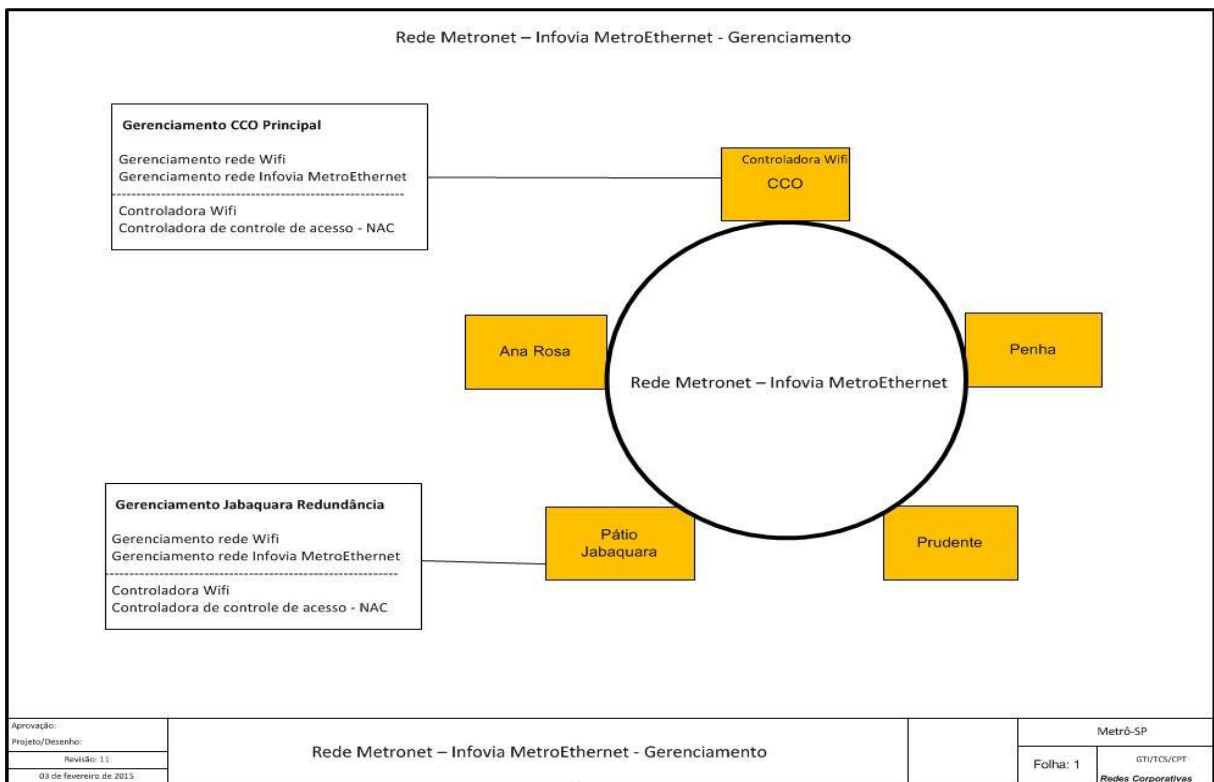 Rede Metronet – Infovia MetroEthernet - Gerenciamento
Gerenciamento CCO Principal
Gerenciamento rede Wifi
Gerenciamento rede Infovia MetroEthernet
Controladora Wifi
Controladora de controle de acesso - NAC
Controladora Wifi
CCO
Ana Rosa
Penha
Rede Metronet – Infovia MetroEthernet
Gerenciamento Jabaquara Redundância
Gerenciamento rede Wifi
Gerenciamento rede Infovia MetroEthernet
Controladora Wifi
Controladora de controle de acesso - NAC
Pátio
Jabaquara
Prudente
Aprovação:
Projeto/Desenho:
Revisão: 11
03 de fevereiro de 2015
Rede Metronet – Infovia MetroEthernet - Gerenciamento
Metrô-SP
Folha: 1
GTI/TCS/CPT
Redes Corporativas